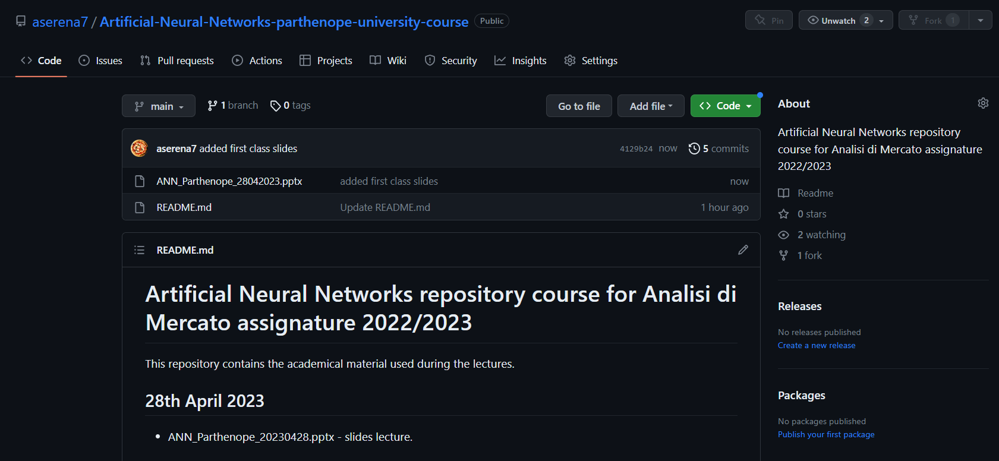 aserena7 / Artificial-Neural-Networks-parthenope-university-course Public
Pin Unwatch 2 Fork 1
Code Issues Pull requests Actions Projects Wiki Security Insights Settings
main 1 branch 0 tags Go to file Add file Code
aserena7 added first class slides 4129b24 now 5 commits
ANN_Parthenope_28042023.pptx added first class slides now
README.md Update README.md 1 hour ago
README.md
Artificial Neural Networks repository course for Analisi di
Mercato assignature 2022/2023
This repository contains the academical material used during the lectures.
28th April 2023
ANN_Parthenope_20230428.pptx - slides lecture.
About
Artificial Neural Networks repository
course for Analisi di Mercato assignature
2022/2023
Readme
0 stars
2 watching
1 fork
Releases
No releases published
Create a new release
Packages
No packages published
Publish your first package